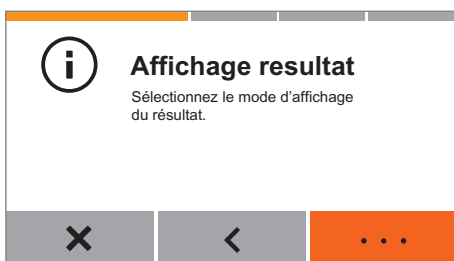 Affichage resultat
Sélectionnez le mode d'affichage
du résultat.